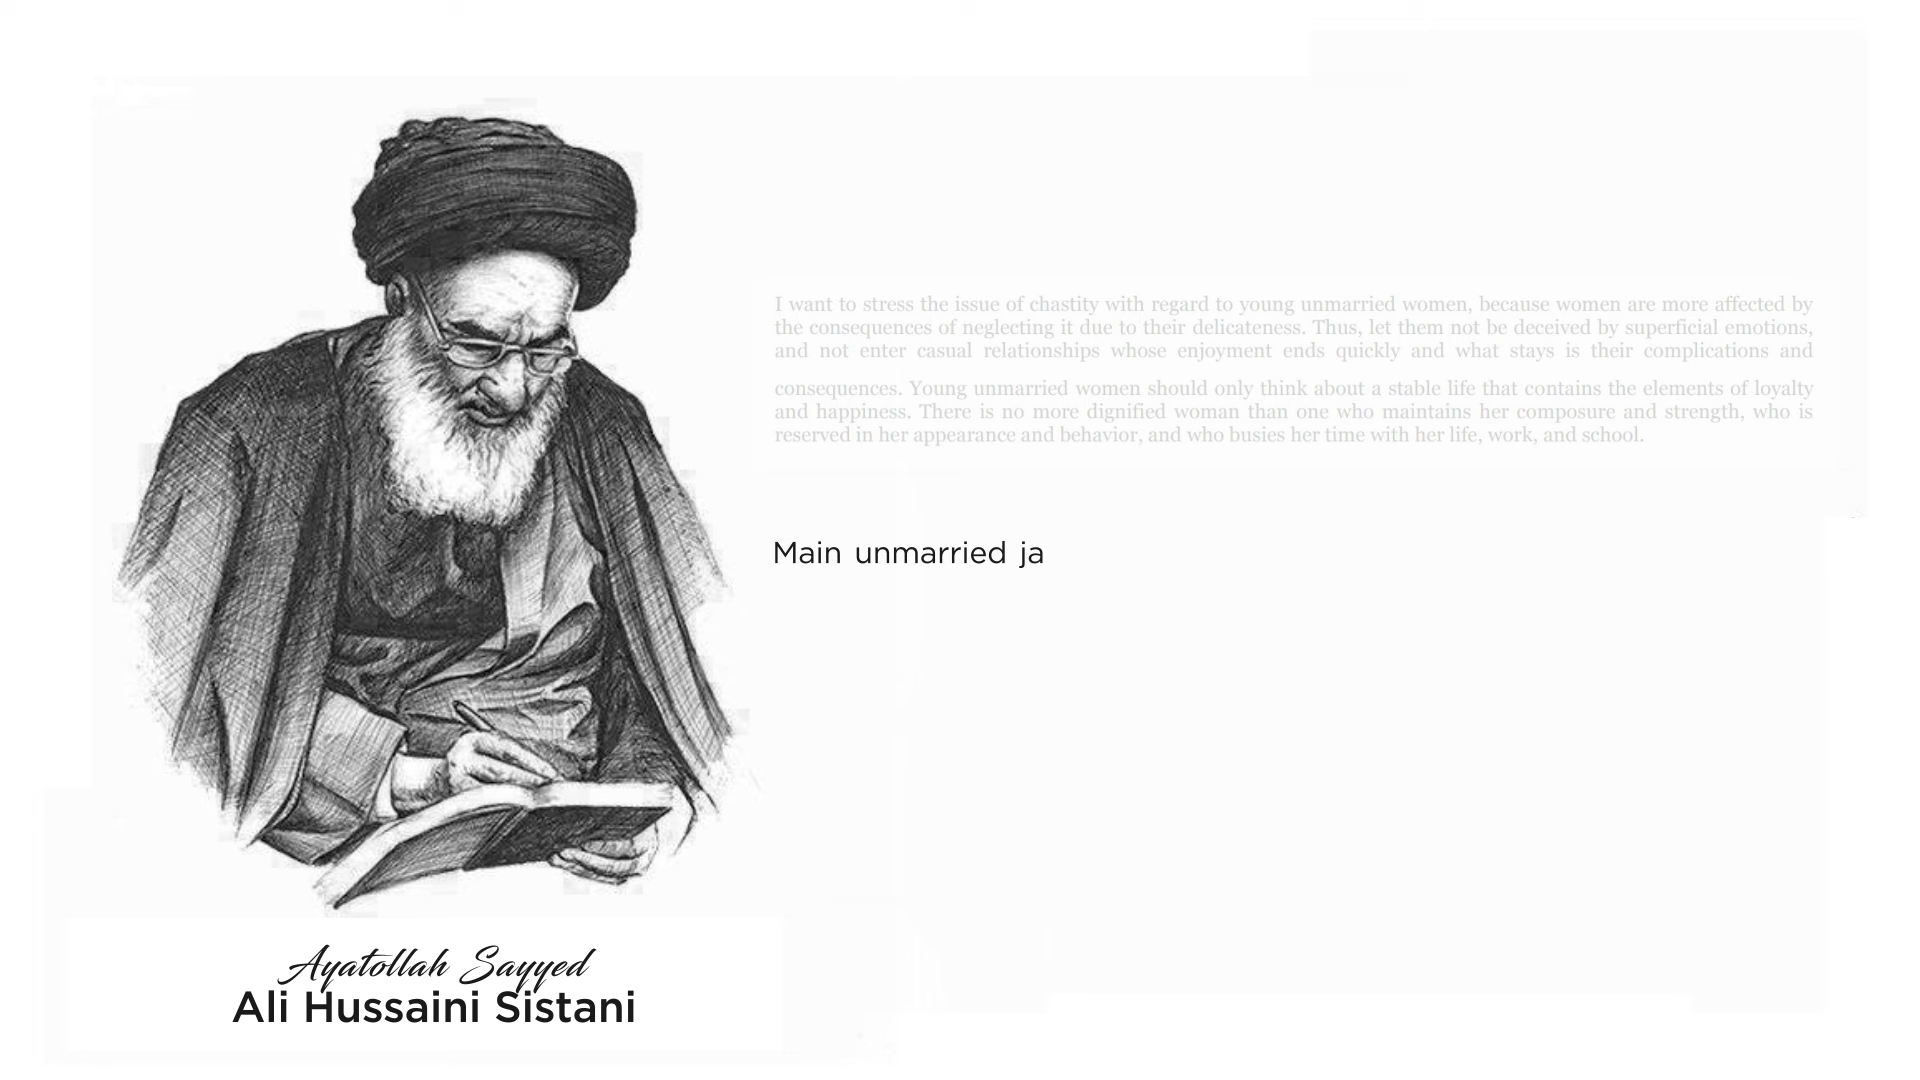 I want to stress the issue of chastity with regard to young unmarried women, because women are more affected by
the consequences of neglecting it due to their delicateness. Thus, let them not be deceived by superficial emotions,
and not enter casual relationships whose enjoyment ends quickly and what stays is their complications and
consequences. Young unmarried women should only think about a stable life that contains the elements of loyalty
and happiness. There is no more dignified woman than one who maintains her composure and strength, who is
reserved in her appearance and behavior, and who busies her time with her life, work, and school.
Main unmarried ja
Ayatollah Sayyed
Ali Hussaini Sistani